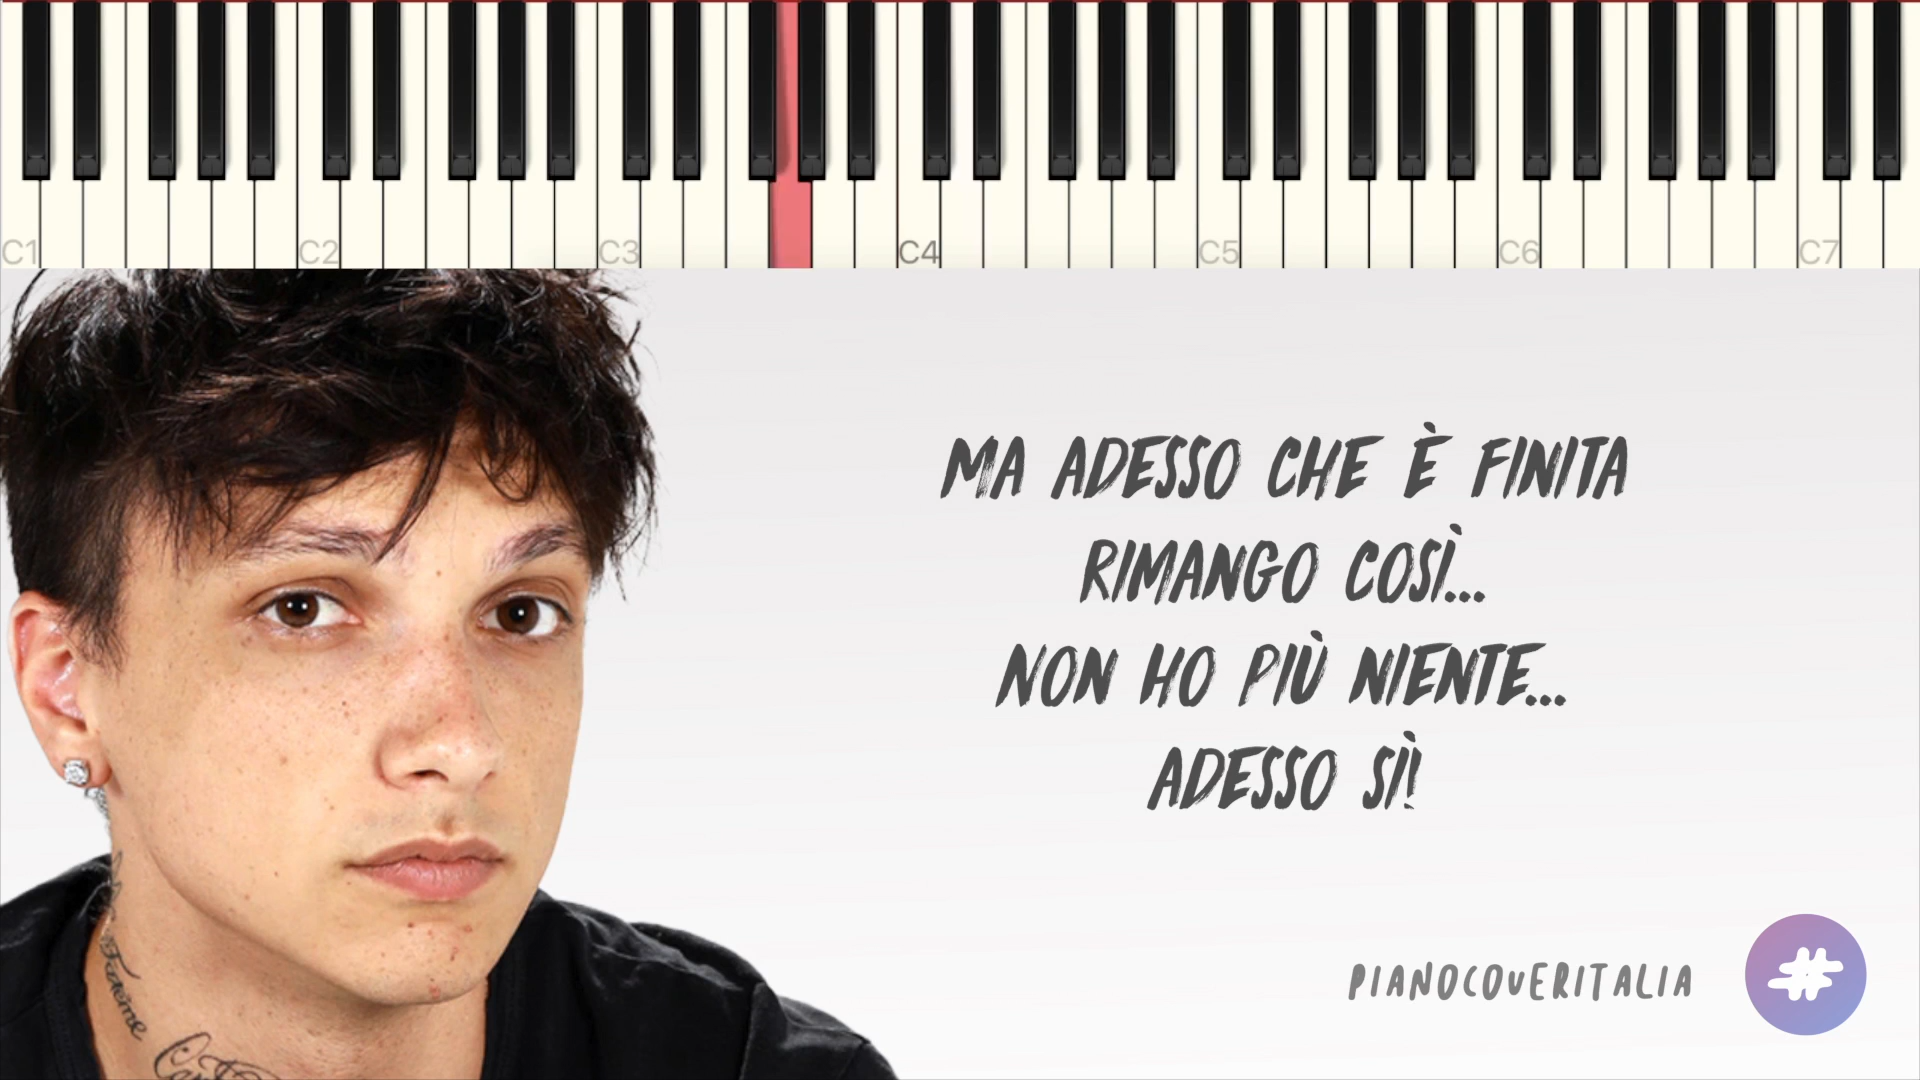 C1 C2 C3 C4 C5 C6 C7
MA ADESSO CHE È FINITA
RIMANGO COSÌ...
NON HO PIÙ NIENTE...
ADESSO SÌ!
PIANOCOVERITALIA